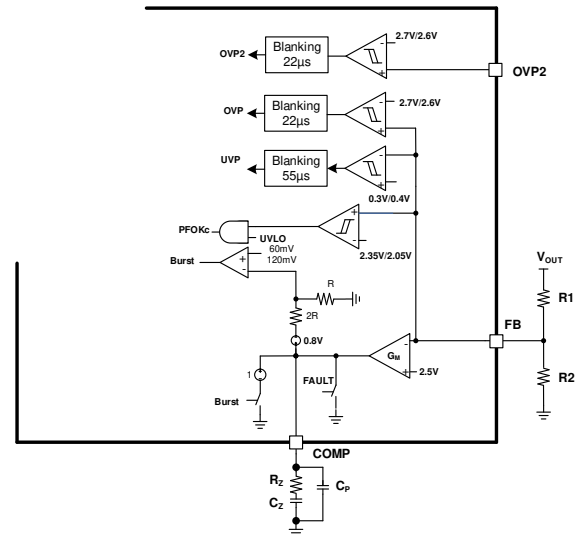 2.7V/2.6V
OVP2
Blanking
22µs
OVP2
2.7V/2.6V
OVP
Blanking
22µs
UVP
Blanking
55µs
0.3V/0.4V
PFOKc
UVLO
2.35V/2.05V
60mV
120mV
Burst
R
2R
0.8V
VOUT
R1
FB
GM
2.5V
R2
1
FAULT
Burst
COMP
RZ
CP
CZ